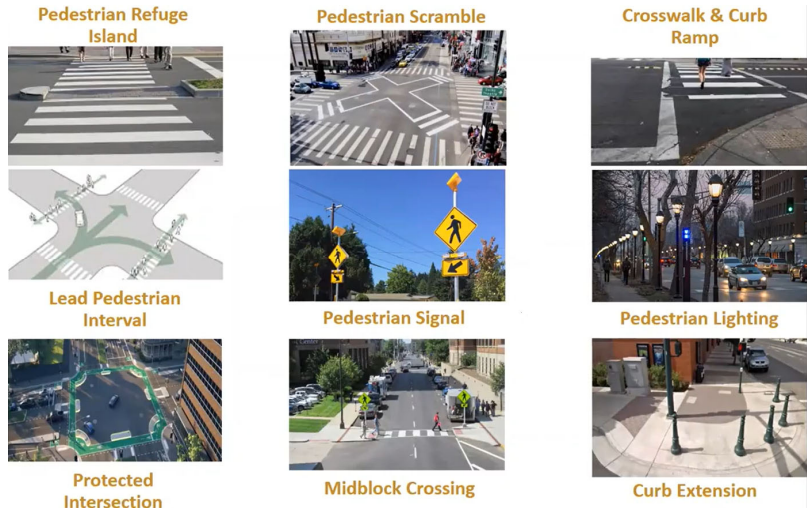 Pedestrian Refuge
Island
Pedestrian Scramble
Crosswalk & Curb
Ramp
Lead Pedestrian
Interval
Pedestrian Signal
Pedestrian Lighting
Protected
Intersection
Midblock Crossing
Curb Extension